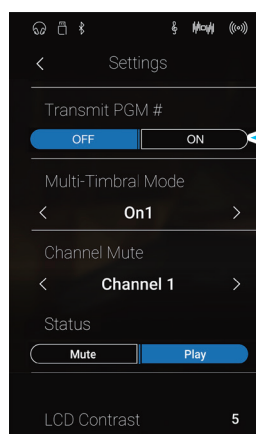 Settings
Transmit PGM #
OFF ON
Multi-Timbral Mode
On1
Channel Mute
Channel 1
Status
Mute Play
LCD Contrast 5